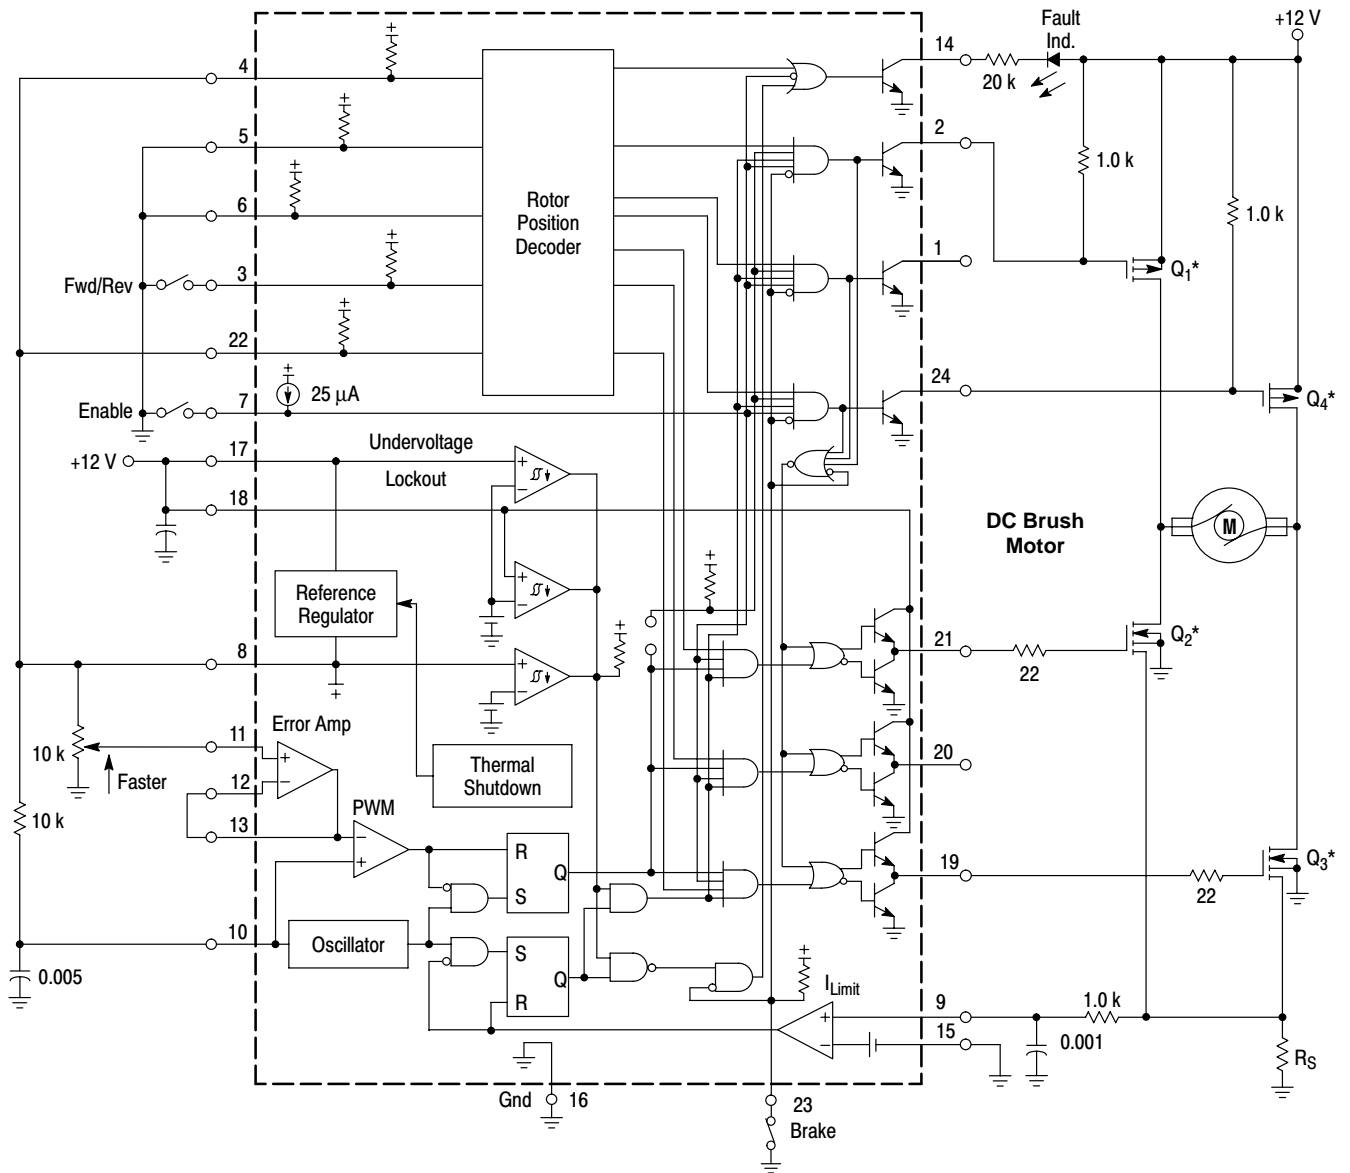 Fault
Ind.
+12 V
14
20 k
4
5
2
1.0 k
1.0 k
6
Rotor
Position
Decoder
Fwd/Rev
3
1
Q1*
22
25 µA
24
Enable
7
Q4*
+12 V
17
Undervoltage
Lockout
18
DC Brush
Motor
M
Reference
Regulator
8
21
22
Q2*
Error Amp
11
10 k
Faster
12
Thermal
Shutdown
20
13
10 k
PWM
R
Q
S
19
22
Q3*
10
Oscillator
S
Q
R
0.005
ILimit
9
1.0 k
15
0.001
RS
Gnd
16
23
Brake